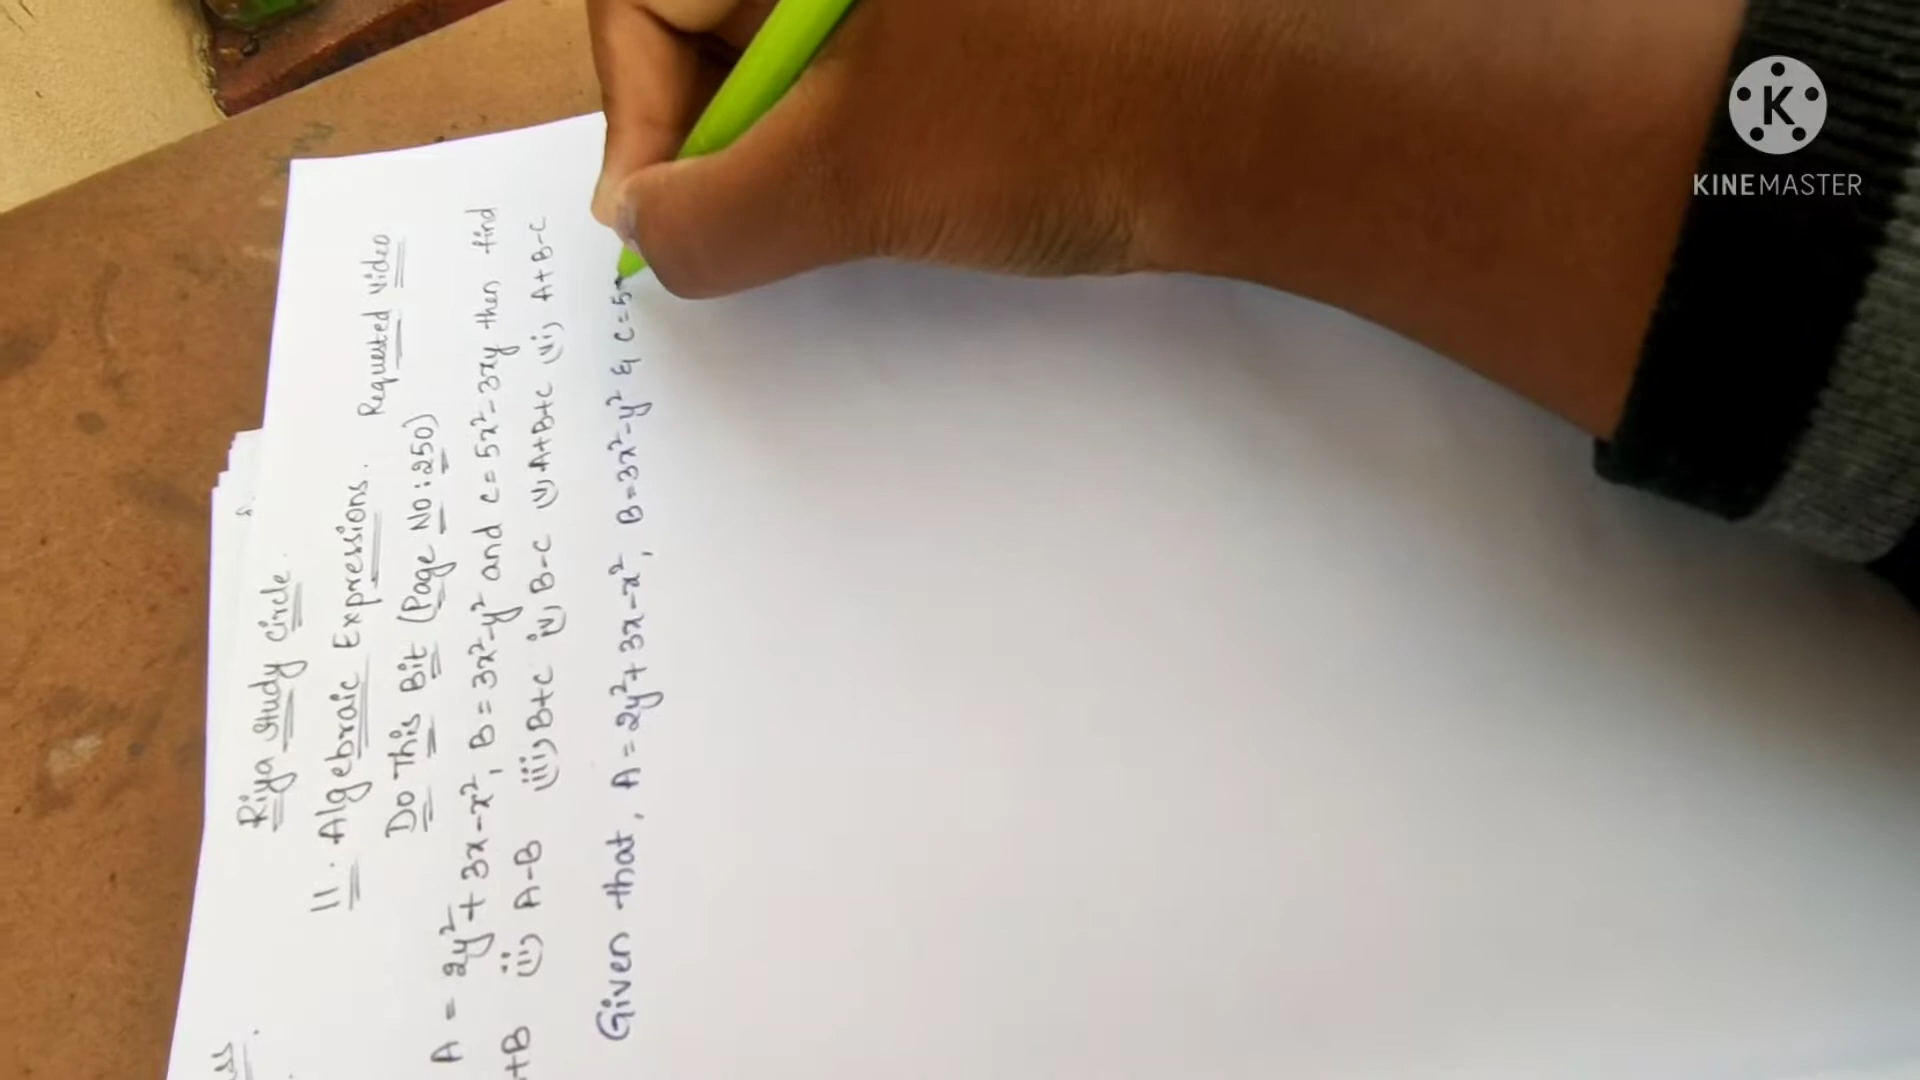 Riya Study Circle.
11. Algebraic Expressions. Requested Video
Do This Bit (Page No: 250)
A = 2y²+3x-x², B = 3x²-y² and c = 5x²-3xy then find
+B (ii) A-B (iii) B+c iv) B-c (v) A+B+c (vi) A+B-c
Given that, A = 2y²+3x-x², B=3x²-y² & C=5
KINEMASTER